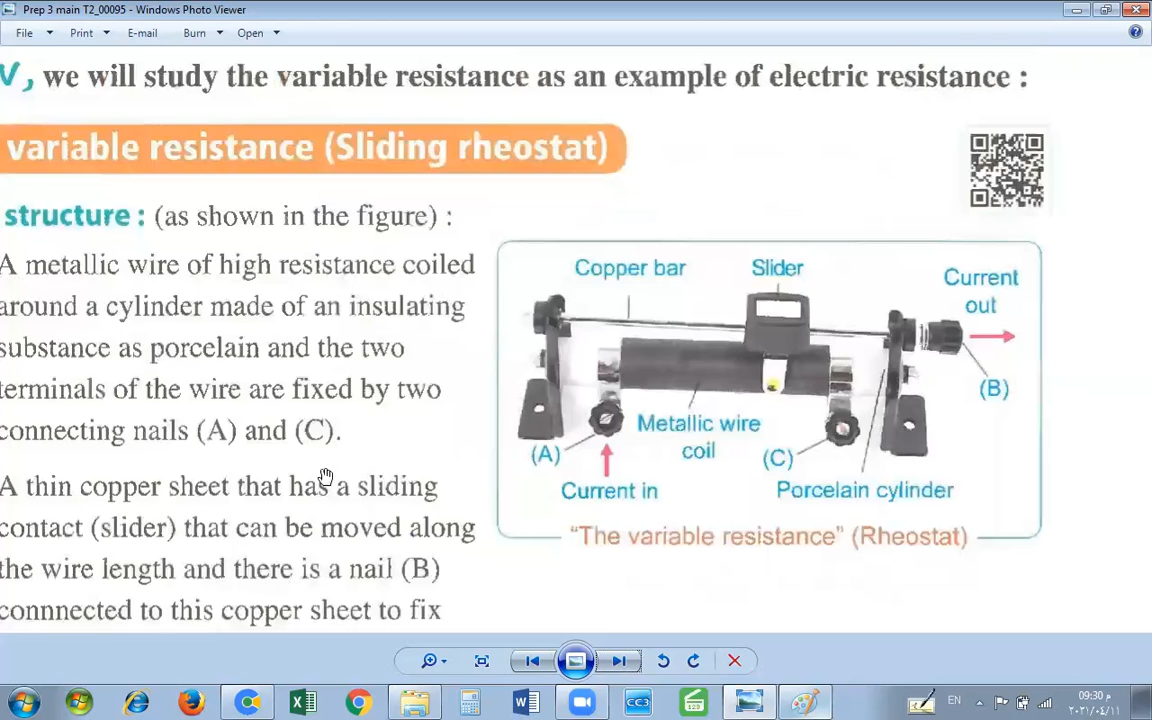 Prep 3 main T2_00095 - Windows Photo Viewer
File Print E-mail Burn Open
V, we will study the variable resistance as an example of electric resistance :
variable resistance (Sliding rheostat)
structure : (as shown in the figure) :
A metallic wire of high resistance coiled
around a cylinder made of an insulating
substance as porcelain and the two
terminals of the wire are fixed by two
connecting nails (A) and (C).
A thin copper sheet that has a sliding
contact (slider) that can be moved along
the wire length and there is a nail (B)
connnected to this copper sheet to fix
Copper bar
Slider
Current
out
(B)
Metallic wire
coil
(A)
(C)
Current in
Porcelain cylinder
"The variable resistance" (Rheostat)
CC3
123
EN
09:30 م
٢٠٢١/٠٤/١١